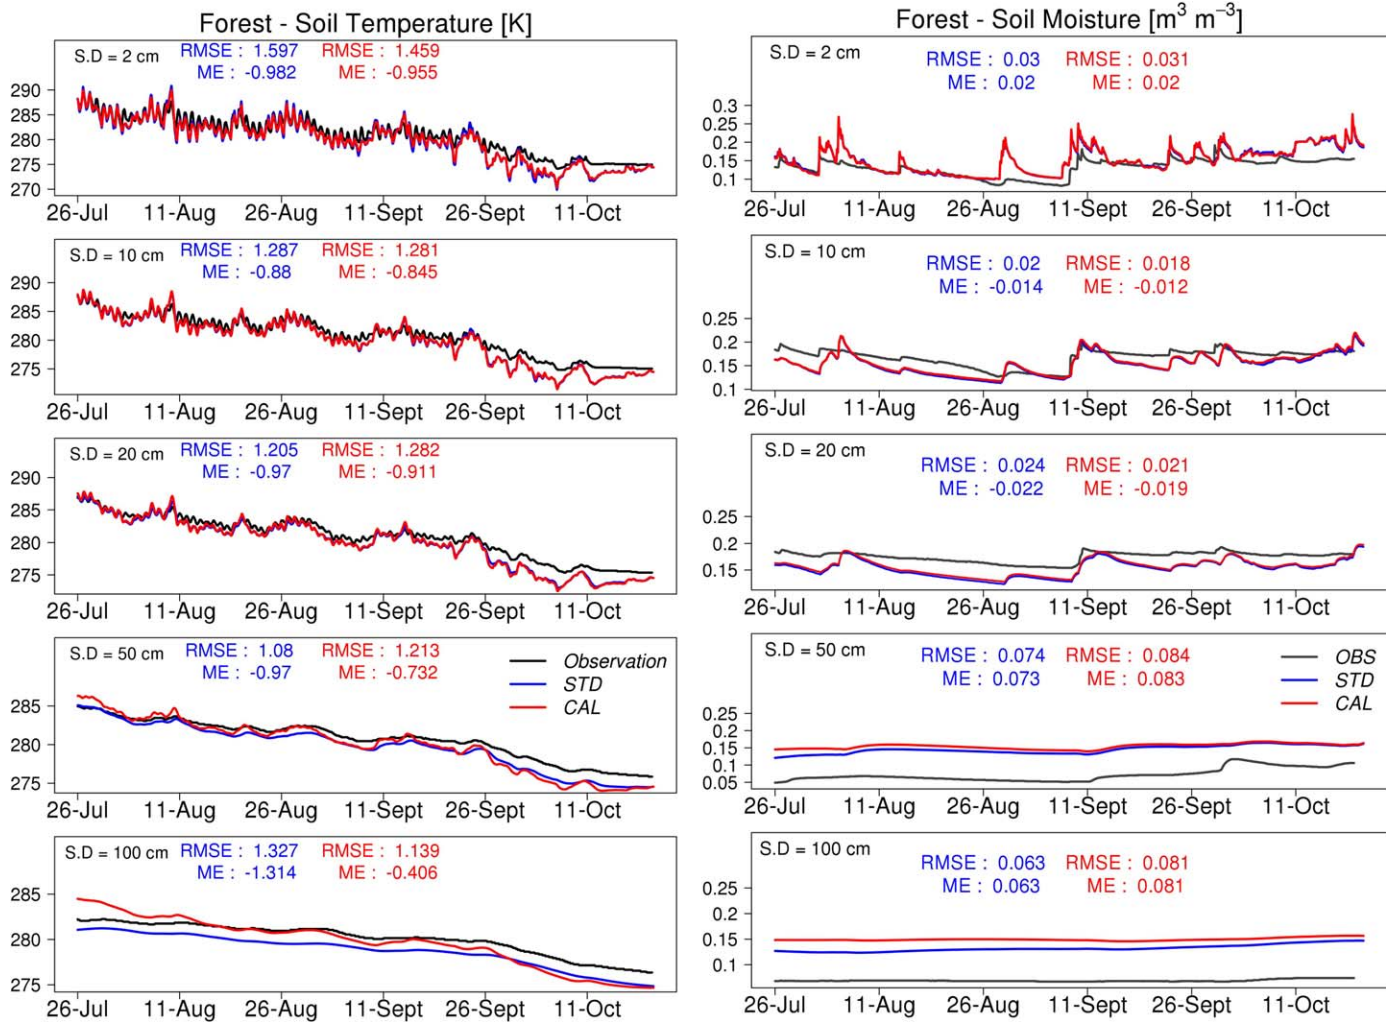 Forest - Soil Temperature [K]
S.D = 2 cm
RMSE : 1.597
ME : -0.982
RMSE : 1.459
ME : -0.955
290
285
280
275
270
26-Jul 11-Aug 26-Aug 11-Sept 26-Sept 11-Oct
S.D = 10 cm
RMSE : 1.287
ME : -0.88
RMSE : 1.281
ME : -0.845
290
285
280
275
26-Jul 11-Aug 26-Aug 11-Sept 26-Sept 11-Oct
S.D = 20 cm
RMSE : 1.205
ME : -0.97
RMSE : 1.282
ME : -0.911
290
285
280
275
26-Jul 11-Aug 26-Aug 11-Sept 26-Sept 11-Oct
S.D = 50 cm
RMSE : 1.08
ME : -0.97
RMSE : 1.213
ME : -0.732
Observation
STD
CAL
285
280
275
26-Jul 11-Aug 26-Aug 11-Sept 26-Sept 11-Oct
S.D = 100 cm
RMSE : 1.327
ME : -1.314
RMSE : 1.139
ME : -0.406
285
280
275
26-Jul 11-Aug 26-Aug 11-Sept 26-Sept 11-Oct
Forest - Soil Moisture [m³ m⁻³]
S.D = 2 cm
RMSE : 0.03
ME : 0.02
RMSE : 0.031
ME : 0.02
0.3
0.25
0.2
0.15
0.1
26-Jul 11-Aug 26-Aug 11-Sept 26-Sept 11-Oct
S.D = 10 cm
RMSE : 0.02
ME : -0.014
RMSE : 0.018
ME : -0.012
0.25
0.2
0.15
0.1
26-Jul 11-Aug 26-Aug 11-Sept 26-Sept 11-Oct
S.D = 20 cm
RMSE : 0.024
ME : -0.022
RMSE : 0.021
ME : -0.019
0.25
0.2
0.15
26-Jul 11-Aug 26-Aug 11-Sept 26-Sept 11-Oct
S.D = 50 cm
RMSE : 0.074
ME : 0.073
RMSE : 0.084
ME : 0.083
OBS
STD
CAL
0.25
0.2
0.15
0.1
0.05
26-Jul 11-Aug 26-Aug 11-Sept 26-Sept 11-Oct
S.D = 100 cm
RMSE : 0.063
ME : 0.063
RMSE : 0.081
ME : 0.081
0.25
0.2
0.15
0.1
26-Jul 11-Aug 26-Aug 11-Sept 26-Sept 11-Oct